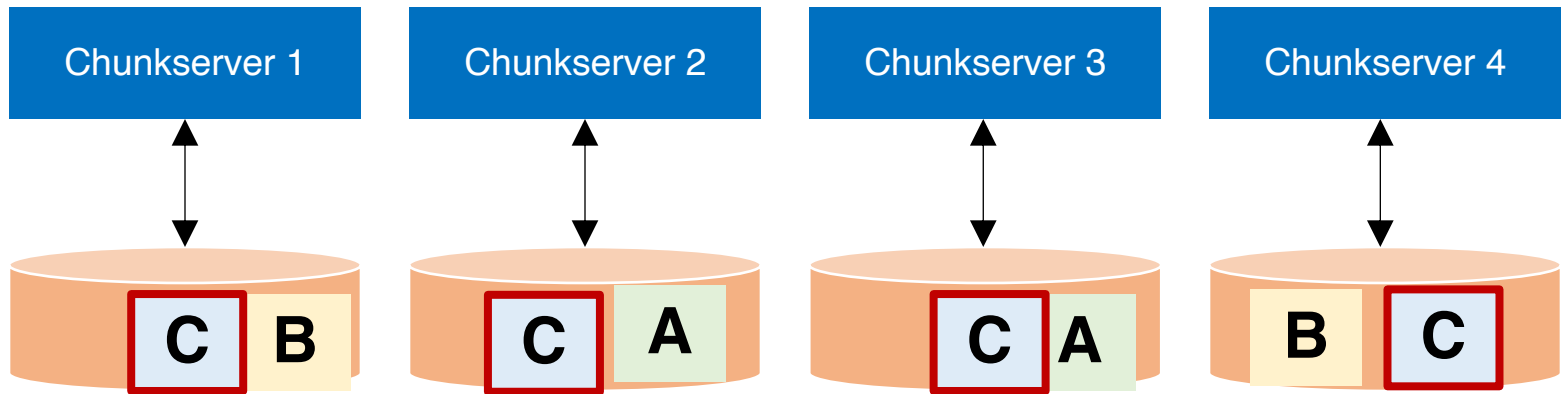 Chunkserver 1
Chunkserver 2
Chunkserver 3
Chunkserver 4
C B
C A
C A
B C